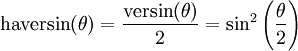 haversin(θ) = versin(θ)/2 = sin²(θ/2)